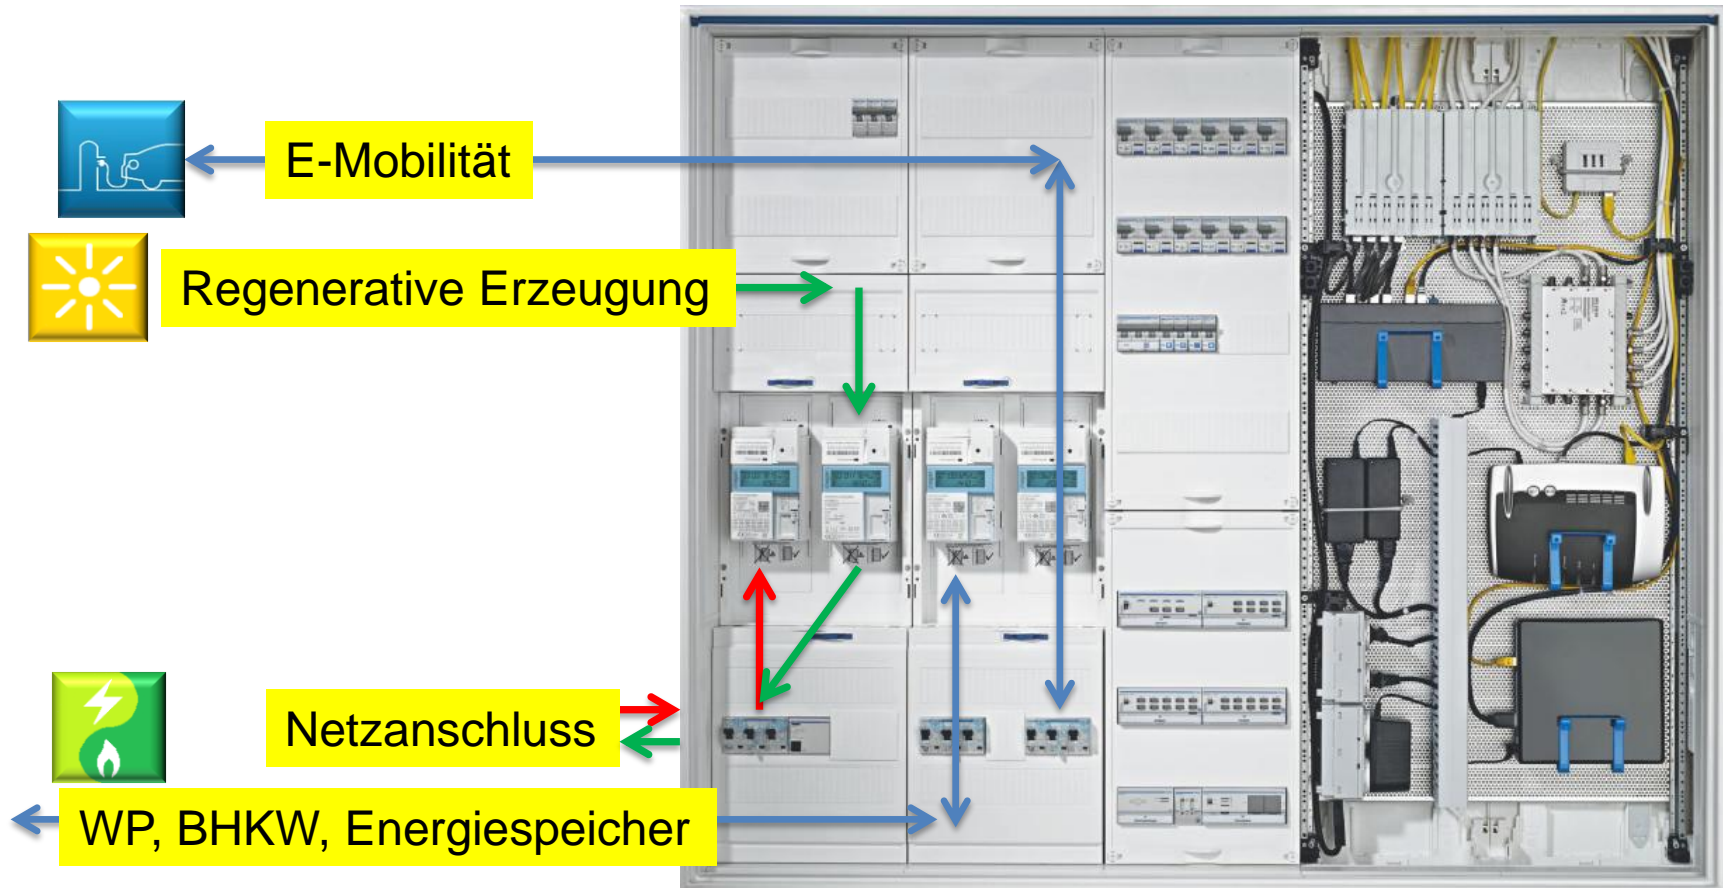 E-Mobilität
Regenerative Erzeugung
Netzanschluss
WP, BHKW, Energiespeicher